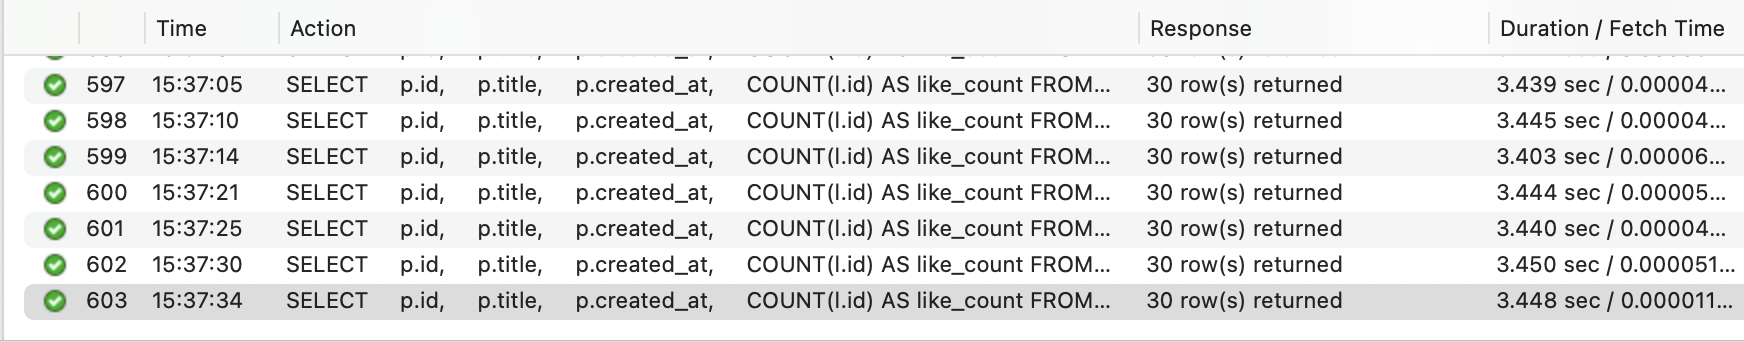 Time Action Response Duration / Fetch Time
597 15:37:05 SELECT p.id, p.title, p.created_at, COUNT(l.id) AS like_count FROM... 30 row(s) returned 3.439 sec / 0.00004...
598 15:37:10 SELECT p.id, p.title, p.created_at, COUNT(l.id) AS like_count FROM... 30 row(s) returned 3.445 sec / 0.00004...
599 15:37:14 SELECT p.id, p.title, p.created_at, COUNT(l.id) AS like_count FROM... 30 row(s) returned 3.403 sec / 0.00006...
600 15:37:21 SELECT p.id, p.title, p.created_at, COUNT(l.id) AS like_count FROM... 30 row(s) returned 3.444 sec / 0.00005...
601 15:37:25 SELECT p.id, p.title, p.created_at, COUNT(l.id) AS like_count FROM... 30 row(s) returned 3.440 sec / 0.00004...
602 15:37:30 SELECT p.id, p.title, p.created_at, COUNT(l.id) AS like_count FROM... 30 row(s) returned 3.450 sec / 0.000051...
603 15:37:34 SELECT p.id, p.title, p.created_at, COUNT(l.id) AS like_count FROM... 30 row(s) returned 3.448 sec / 0.000011...